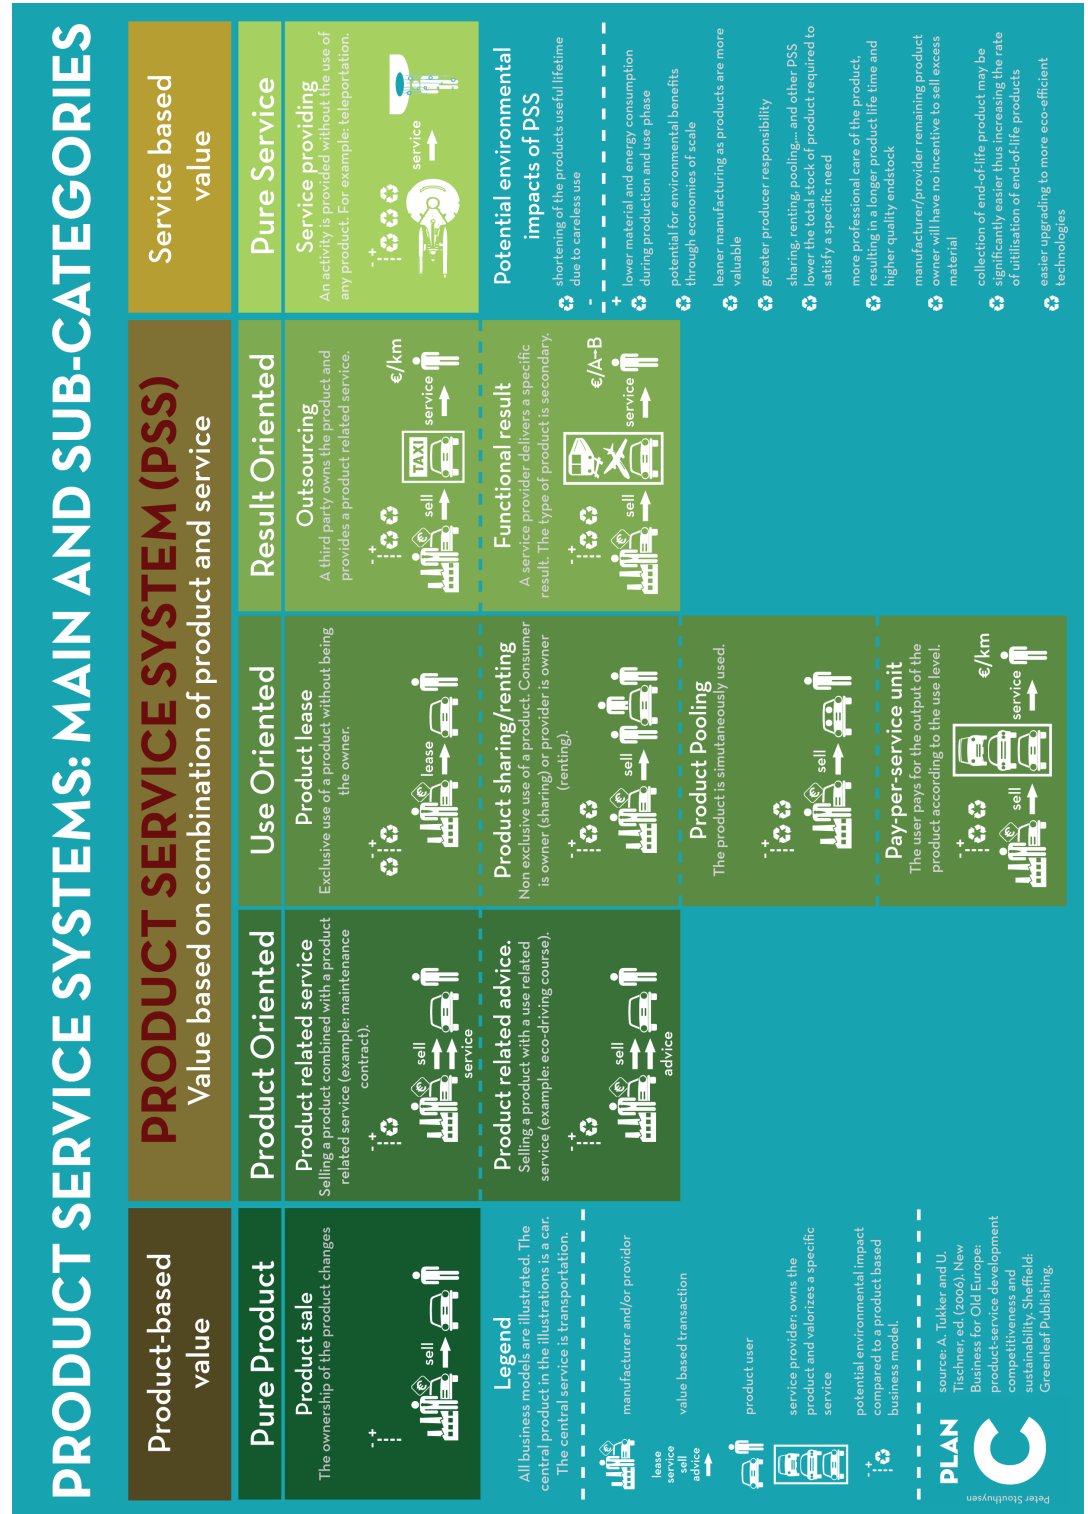 PRODUCT SERVICE SYSTEMS: MAIN AND SUB-CATEGORIES
Product-based
value
PRODUCT SERVICE SYSTEM (PSS)
Value based on combination of product and service
Service based
value
Pure Product
Product Oriented
Use Oriented
Result Oriented
Pure Service
Product sale
The ownership of the product changes
- +
sell
Product related service
Selling a product combined with a product
related service (example: maintenance
contract).
- +
€
sell
service
Product related advice.
Selling a product with a use related
service (example: eco-driving course).
- +
€
sell
advice
Product lease
Exclusive use of a product without being
the owner.
- +
€
lease
Product sharing/renting
Non exclusive use of a product. Consumer
is owner (sharing) or provider is owner
(renting).
- +
€
sell
Product Pooling
The product is simutaneously used.
- +
€
sell
Pay-per-service unit
The user pays for the output of the
product according to the use level.
- +
€
sell
service
€/km
Outsourcing
A third party owns the product and
provides a product related service.
- +
€
sell
TAXI
service
€/km
Functional result
A service provider delivers a specific
result. The type of product is secondary.
- +
€
sell
service
€/A→B
Service providing
An activity is provided without the use of
any product. For example: teleportation.
- +
service
Potential environmental
impacts of PSS
shortening of the products useful lifetime
due to careless use
-
+
lower material and energy consumption
during production and use phase
potential for environmental benefits
through economies of scale
leaner manufacturing as products are more
valuable
greater producer responsibility
sharing, renting, pooling,... and other PSS
lower the total stock of product required to
satisfy a specific need
more professional care of the product,
resulting in a longer product life time and
higher quality endstock
manufacturer/provider remaining product
owner will have no incentive to sell excess
material
collection of end-of-life product may be
significantly easier thus increasing the rate
of uitilisation of end-of-life products
easier upgrading to more eco-efficient
technologies
Legend
All business models are illustrated. The
central product in the illustrations is a car.
The central service is transportation.
manufacturer and/or providor
lease
service
sell
advice
value based transaction
product user
service provider: owns the
product and valorizes a specific
service
- +
potential environmental impact
compared to a product based
business model.
PLAN
C
Peter Stouthuysen
source: A. Tukker and U.
Tischner, ed. (2006). New
Business for Old Europe:
product-service development
competitiveness and
sustainability. Sheffield:
Greenleaf Publishing.